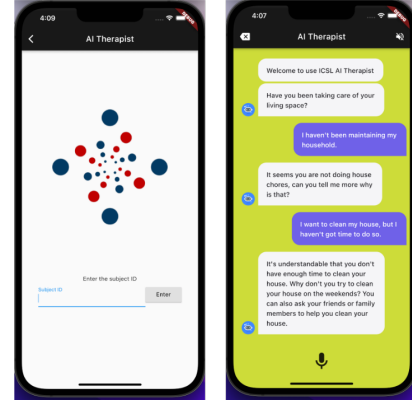 4:09
AI Therapist
Enter the subject ID
Subject ID
Enter
4:07
AI Therapist
Welcome to use ICSL AI Therapist
Have you been taking care of your
living space?
I haven't been maintaining my
household.
It seems you are not doing house
chores, can you tell me more why
is that?
I want to clean my house, but I
haven't got time to do so.
It's understandable that you don't
have enough time to clean your
house. Why don't you try to clean
your house on the weekends? You
can also ask your friends or family
members to help you clean your
house.